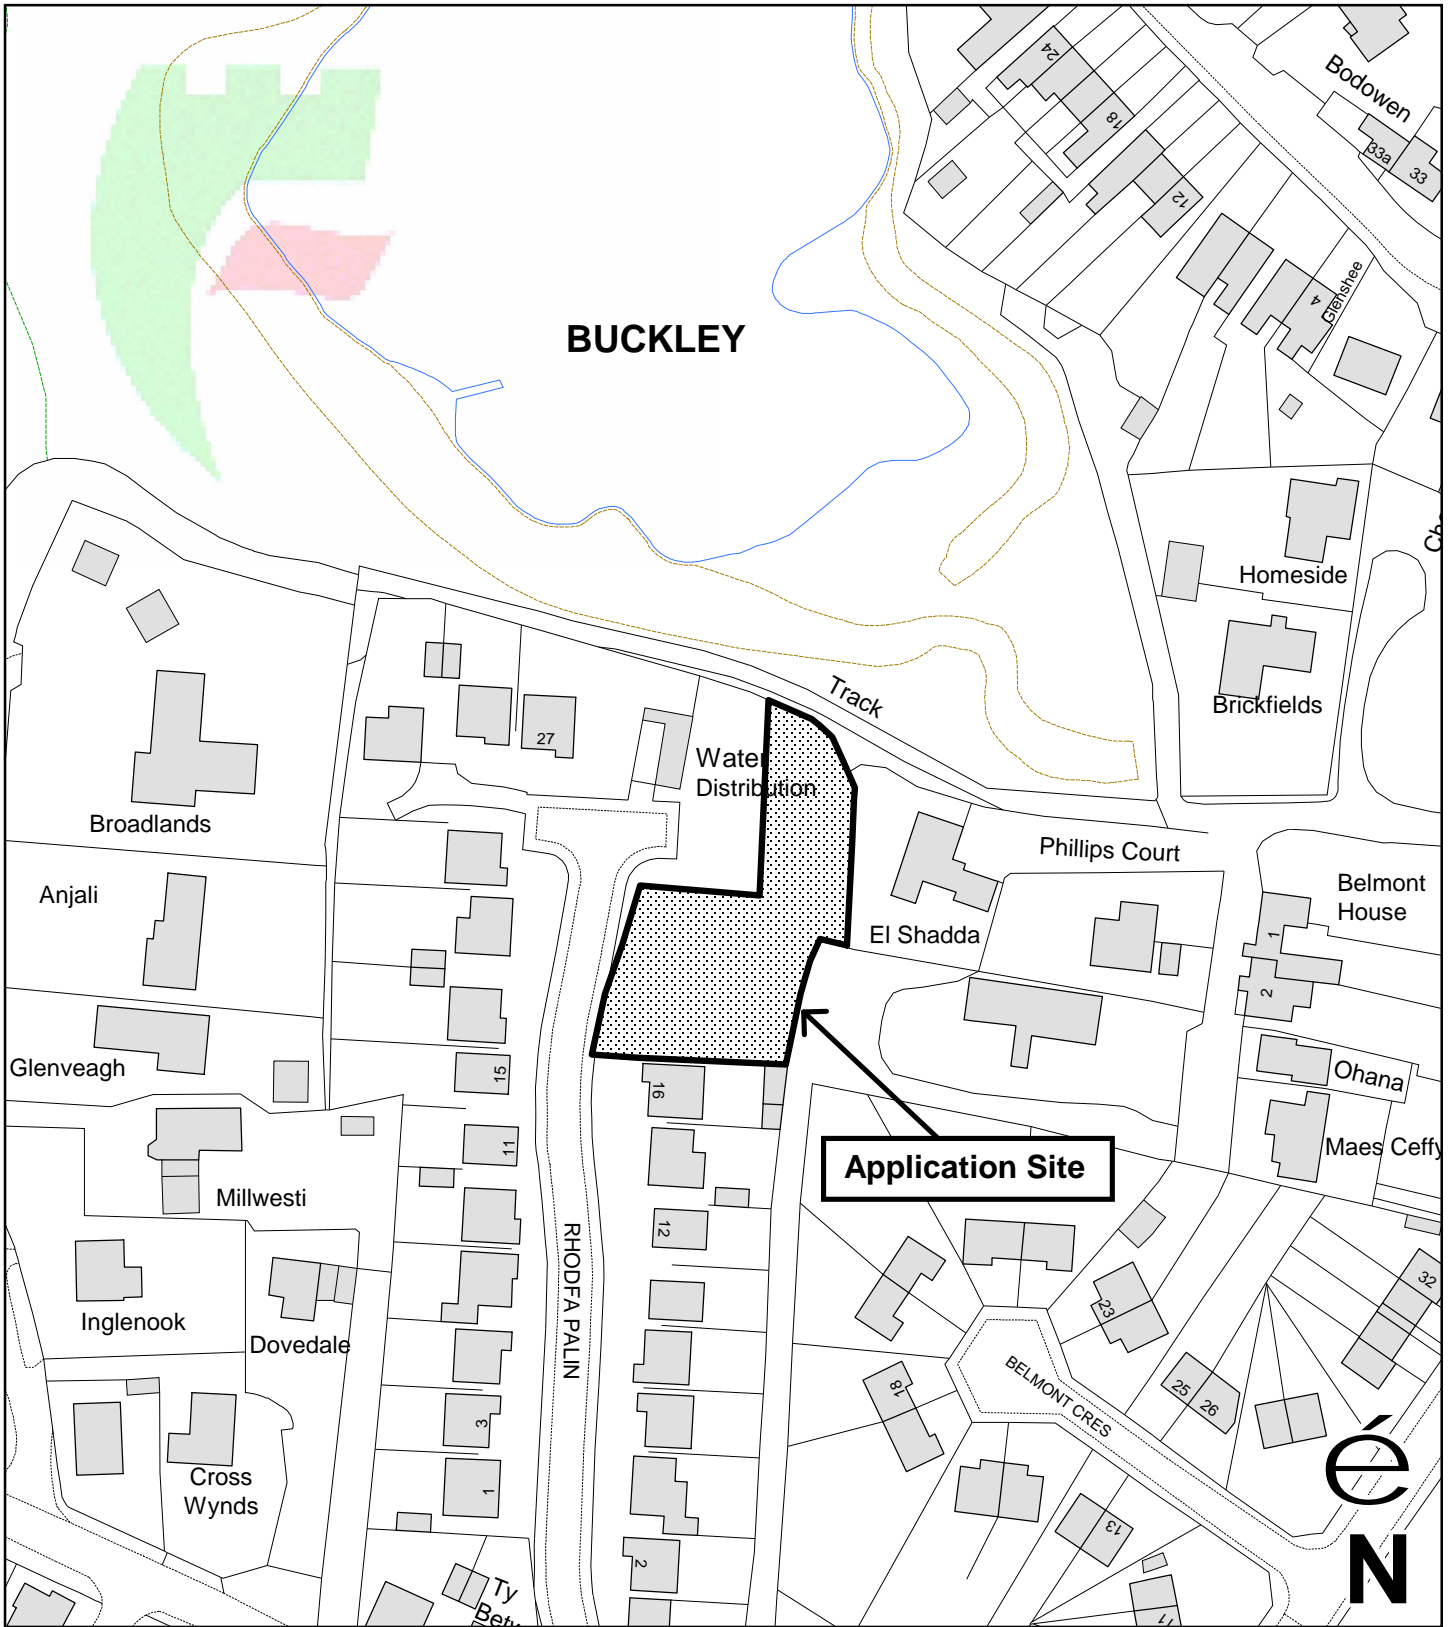 24
18
12
Bodowen
33a
33
4
Glenshee
BUCKLEY
Homeside
Brickfields
Track
27
Water
Distribution
Broadlands
Phillips Court
Anjali
Belmont
House
El Shadda
1
2
Glenveagh
15
16
Ohana
11
Maes Ceffy
Application Site
Millwesti
12
RHODFA PALIN
Inglenook
Dovedale
23
32
18
BELMONT CRES
25
26
3
Cross
Wynds
1
13
é
N
2
Ty
11